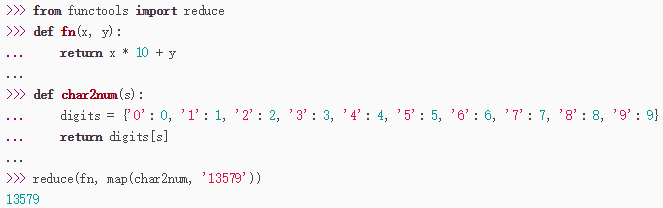 >>> from functools import reduce
>>> def fn(x, y):
...     return x * 10 + y
...
>>> def char2num(s):
...     digits = {'0': 0, '1': 1, '2': 2, '3': 3, '4': 4, '5': 5, '6': 6, '7': 7, '8': 8, '9': 9}
...     return digits[s]
...
>>> reduce(fn, map(char2num, '13579'))
13579